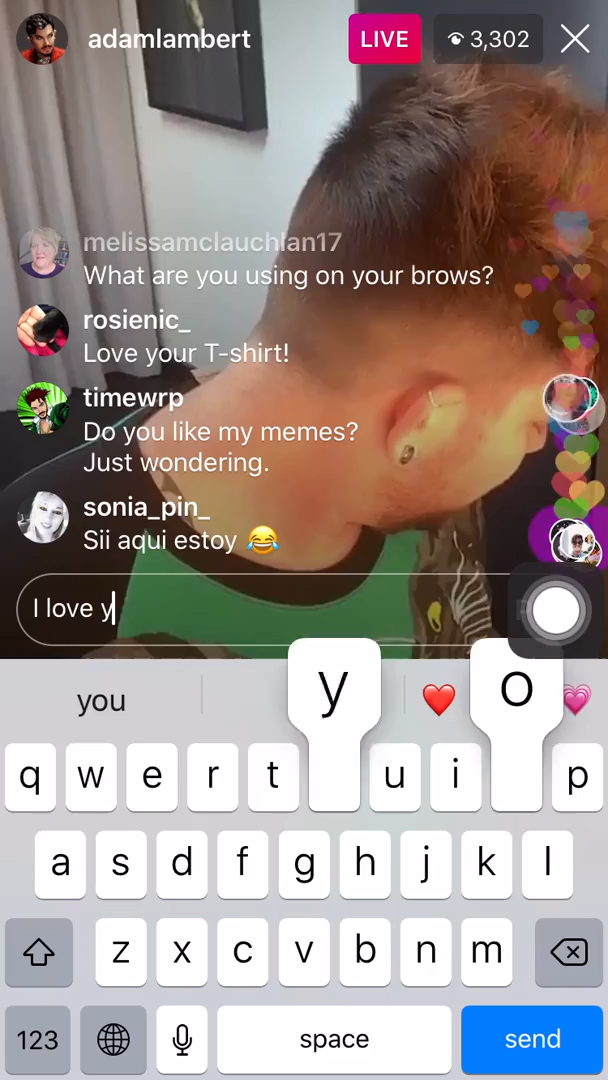 adamlambert
LIVE
3,302
melissamclauchlan17
What are you using on your brows?
rosienic_
Love your T-shirt!
timewrp
Do you like my memes?
Just wondering.
sonia_pin_
Sii aqui estoy 😂
I love y
you ❤️ 💗
y o
q w e r t u i p
a s d f g h j k l
z x c v b n m
123 space send